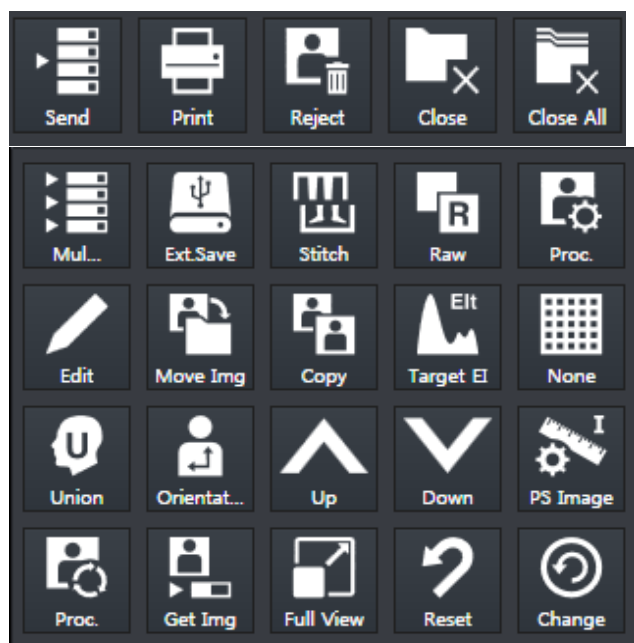 Send Print Reject Close Close All
Mul... Ext.Save Stitch R Raw Proc.
EIt
Edit Move Img Copy Target EI None
U I
Union Orientat... Up Down PS Image
Proc. Get Img Full View Reset Change